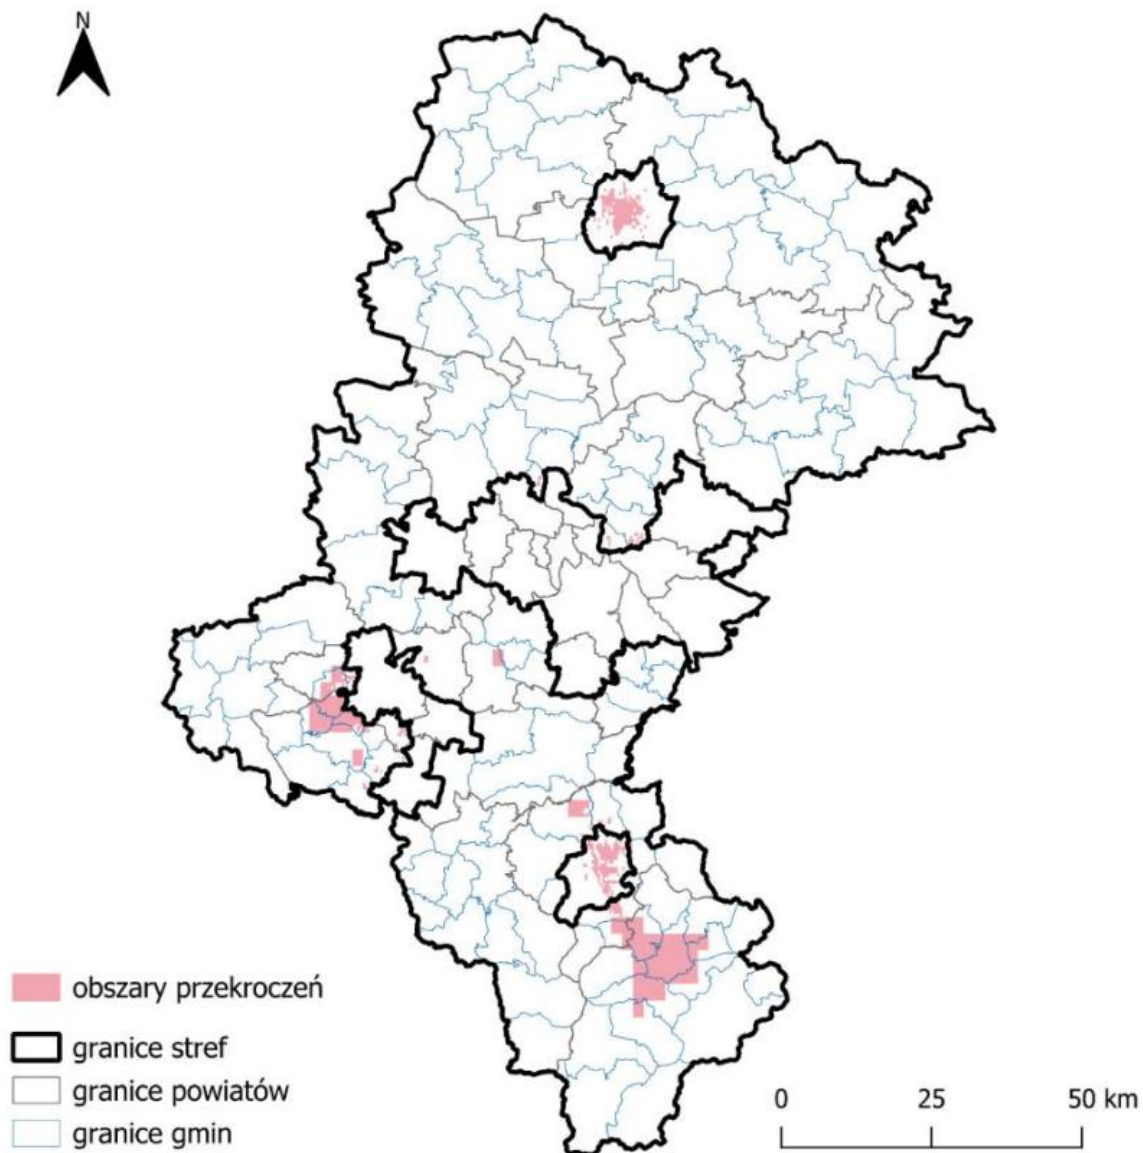 N
obszary przekroczeń
granice stref
granice powiatów
granice gmin
0 25 50 km